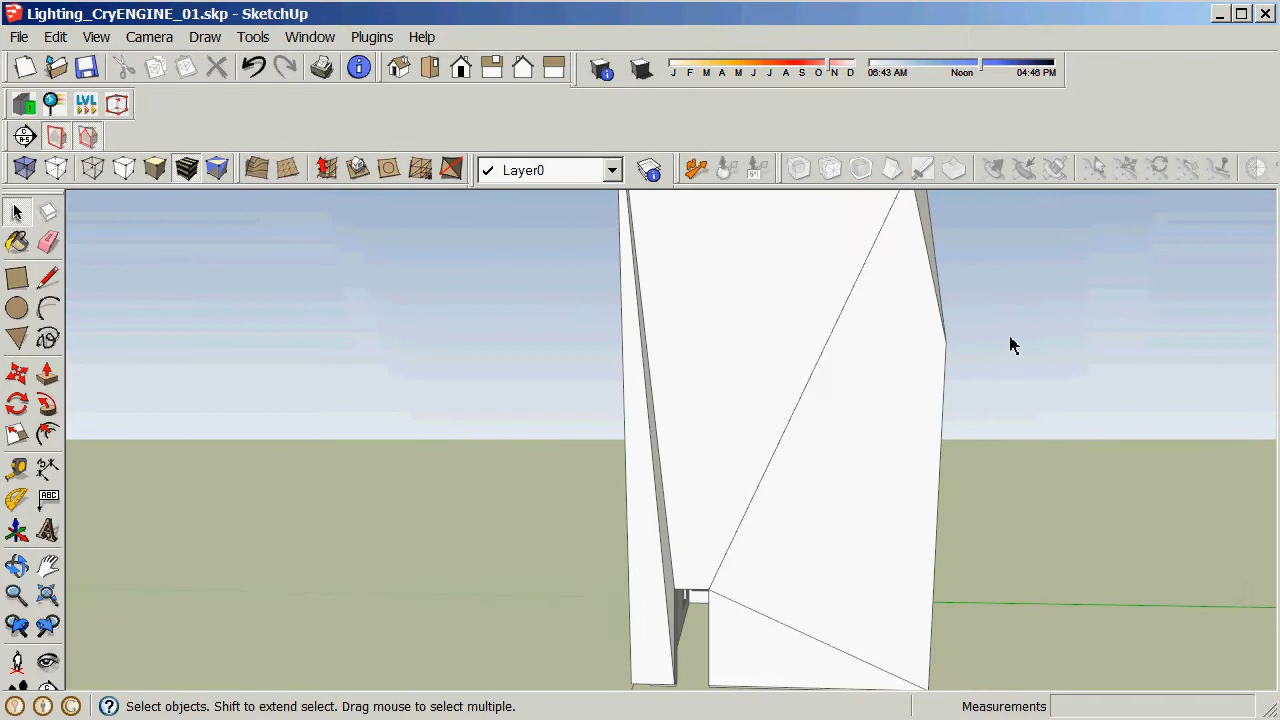 Lighting_CryENGINE_01.skp - SketchUp
File Edit View Camera Draw Tools Window Plugins Help
J F M A M J J A S O N D
06:43 AM Noon 04:46 PM
LVL
Layer0
ABC
Select objects. Shift to extend select. Drag mouse to select multiple.
Measurements